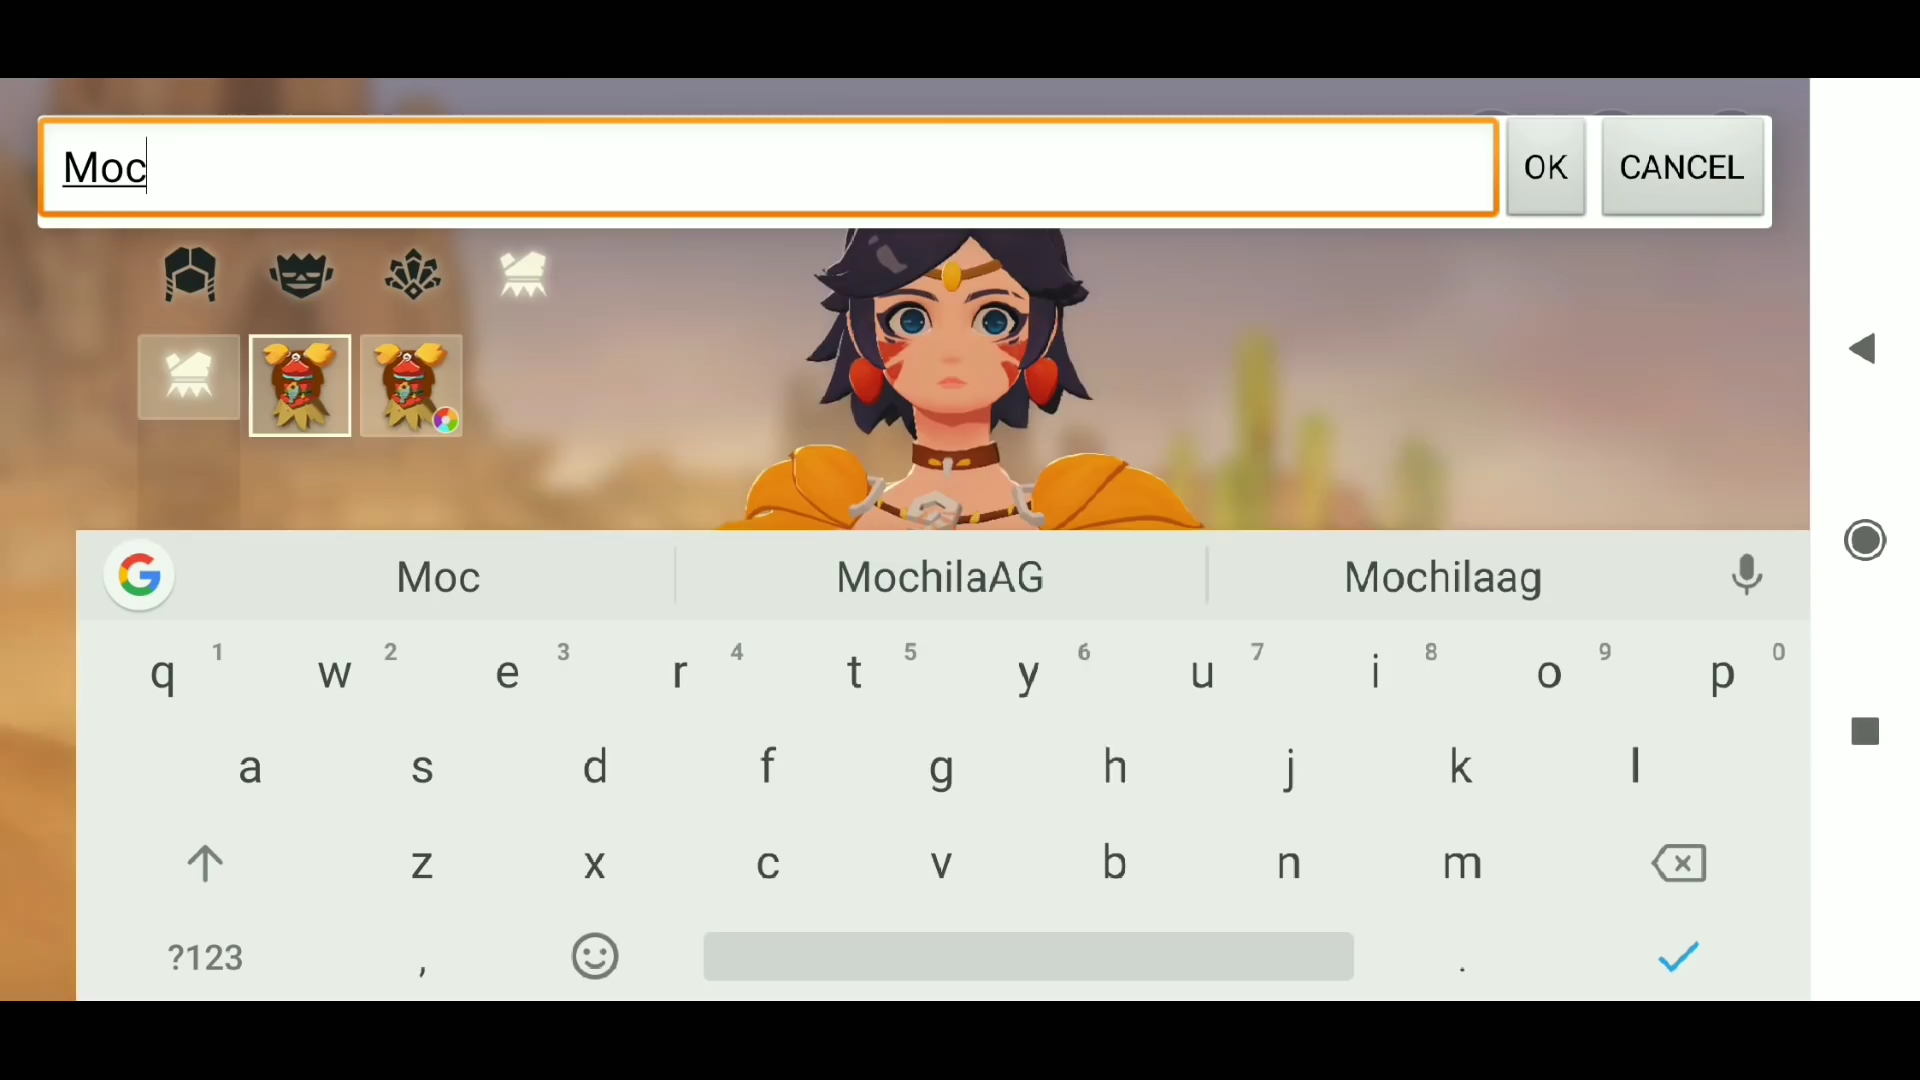 Moc OK CANCEL
Moc MochilaAG Mochilaag
q 1 w 2 e 3 r 4 t 5 y 6 u 7 i 8 o 9 p 0
a s d f g h j k l
z x c v b n m
?123 , .